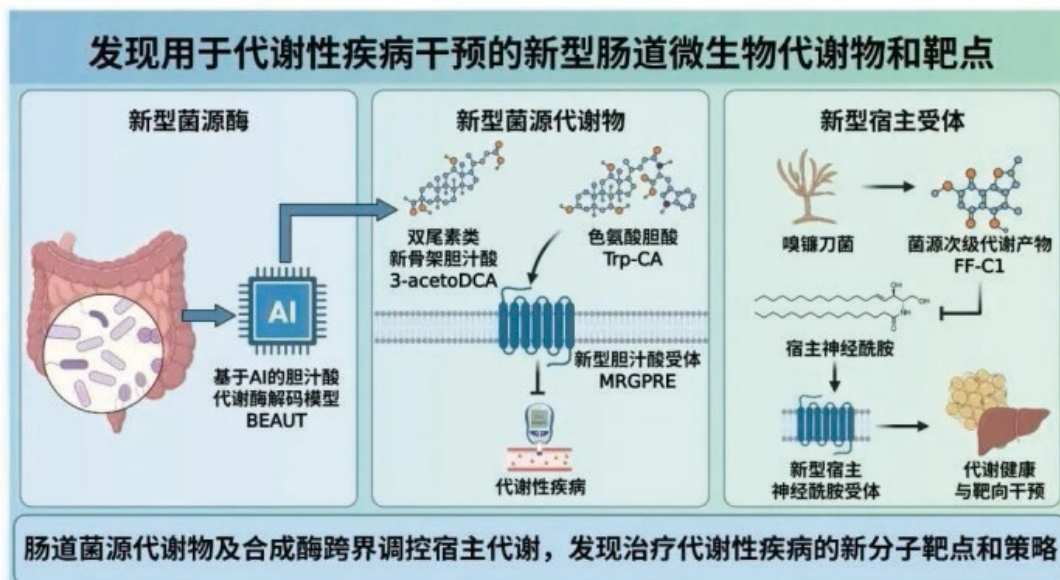 发现用于代谢性疾病干预的新型肠道微生物代谢物和靶点
新型菌源酶
AI
基于AI的胆汁酸
代谢酶解码模型
BEAUT
新型菌源代谢物
双尾素类
新骨架胆汁酸
3-acetoDCA
色氨酸胆酸
Trp-CA
新型胆汁酸受体
MRGPRE
代谢性疾病
新型宿主受体
嗅镰刀菌
菌源次级代谢产物
FF-C1
OH
OH
NH
O
宿主神经酰胺
新型宿主
神经酰胺受体
代谢健康
与靶向干预
肠道菌源代谢物及合成酶跨界调控宿主代谢，发现治疗代谢性疾病的新分子靶点和策略